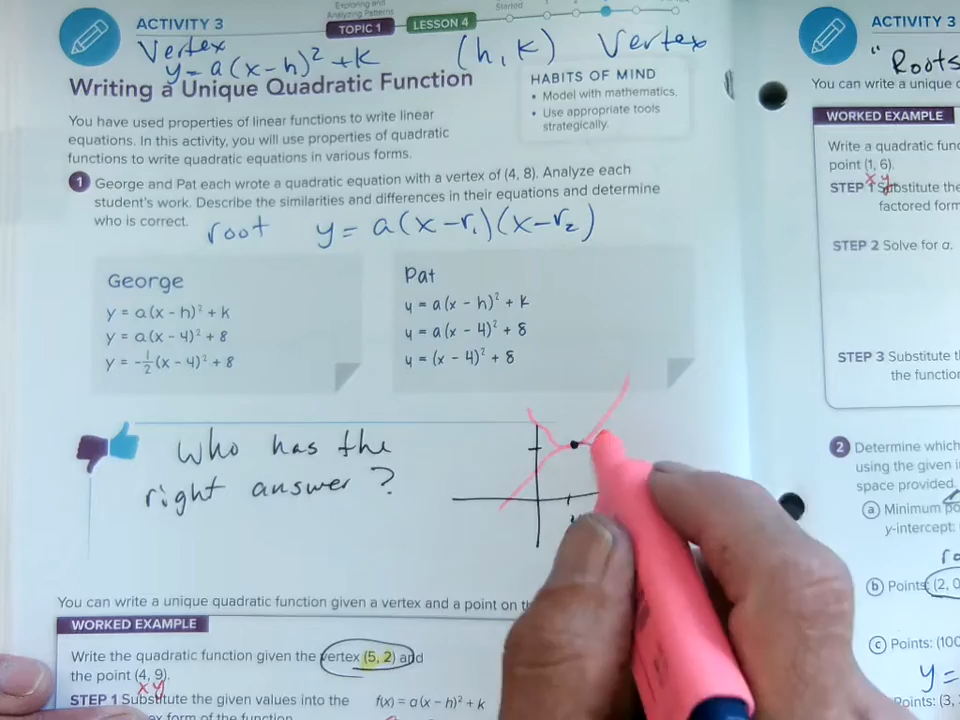 Exploring and
Analyzing Patterns
Started
ACTIVITY 3
TOPIC 1
LESSON 4
Vertex
y = a(x-h)² + k
(h, k) Vertex
Writing a Unique Quadratic Function
HABITS OF MIND
• Model with mathematics.
• Use appropriate tools
strategically.
You have used properties of linear functions to write linear
equations. In this activity, you will use properties of quadratic
functions to write quadratic equations in various forms.
1 George and Pat each wrote a quadratic equation with a vertex of (4, 8). Analyze each
student's work. Describe the similarities and differences in their equations and determine
who is correct.
root y = a(x-r₁)(x-r₂)
George
y = a(x - h)² + k
y = a(x - 4)² + 8
y = -1/2(x - 4)² + 8
Pat
y = a(x - h)² + k
y = a(x - 4)² + 8
y = (x - 4)² + 8
Who has the
right answer?
You can write a unique quadratic function given a vertex and a point on
WORKED EXAMPLE
Write the quadratic function given the vertex (5, 2) and
the point (4, 9).
x y
STEP 1 Substitute the given values into the
f(x) = a(x - h)² + k
form of the function
ACTIVITY 3
"Roots
You can write a unique
WORKED EXAMPLE
Write a quadratic func
point (1, 6).
x y
STEP 1 Substitute the
factored form
STEP 2 Solve for a.
STEP 3 Substitute t
the function
2 Determine which
using the given i
space provided.
a Minimum po
y-intercept:
b Points: (2, 0
c Points: (100
y =
Points: (3,